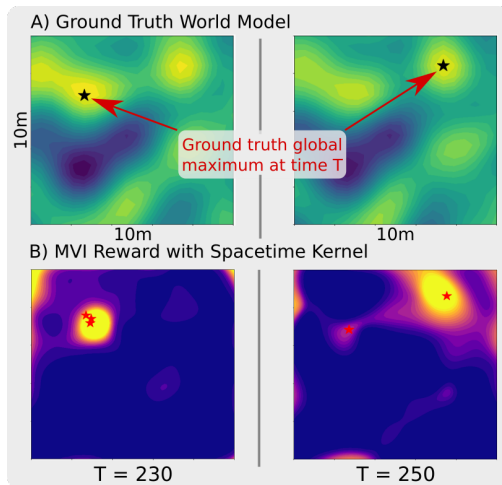 A) Ground Truth World Model
10m
Ground truth global
maximum at time T
10m
10m
B) MVI Reward with Spacetime Kernel
T = 230
T = 250